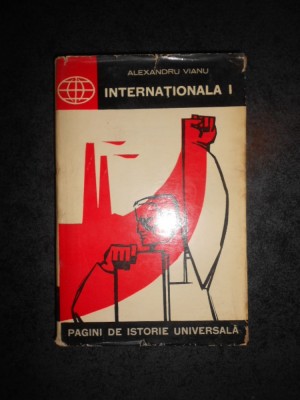 ALEXANDRU VIANU
INTERNAȚIONALA I
PAGINI DE ISTORIE UNIVERSALĂ